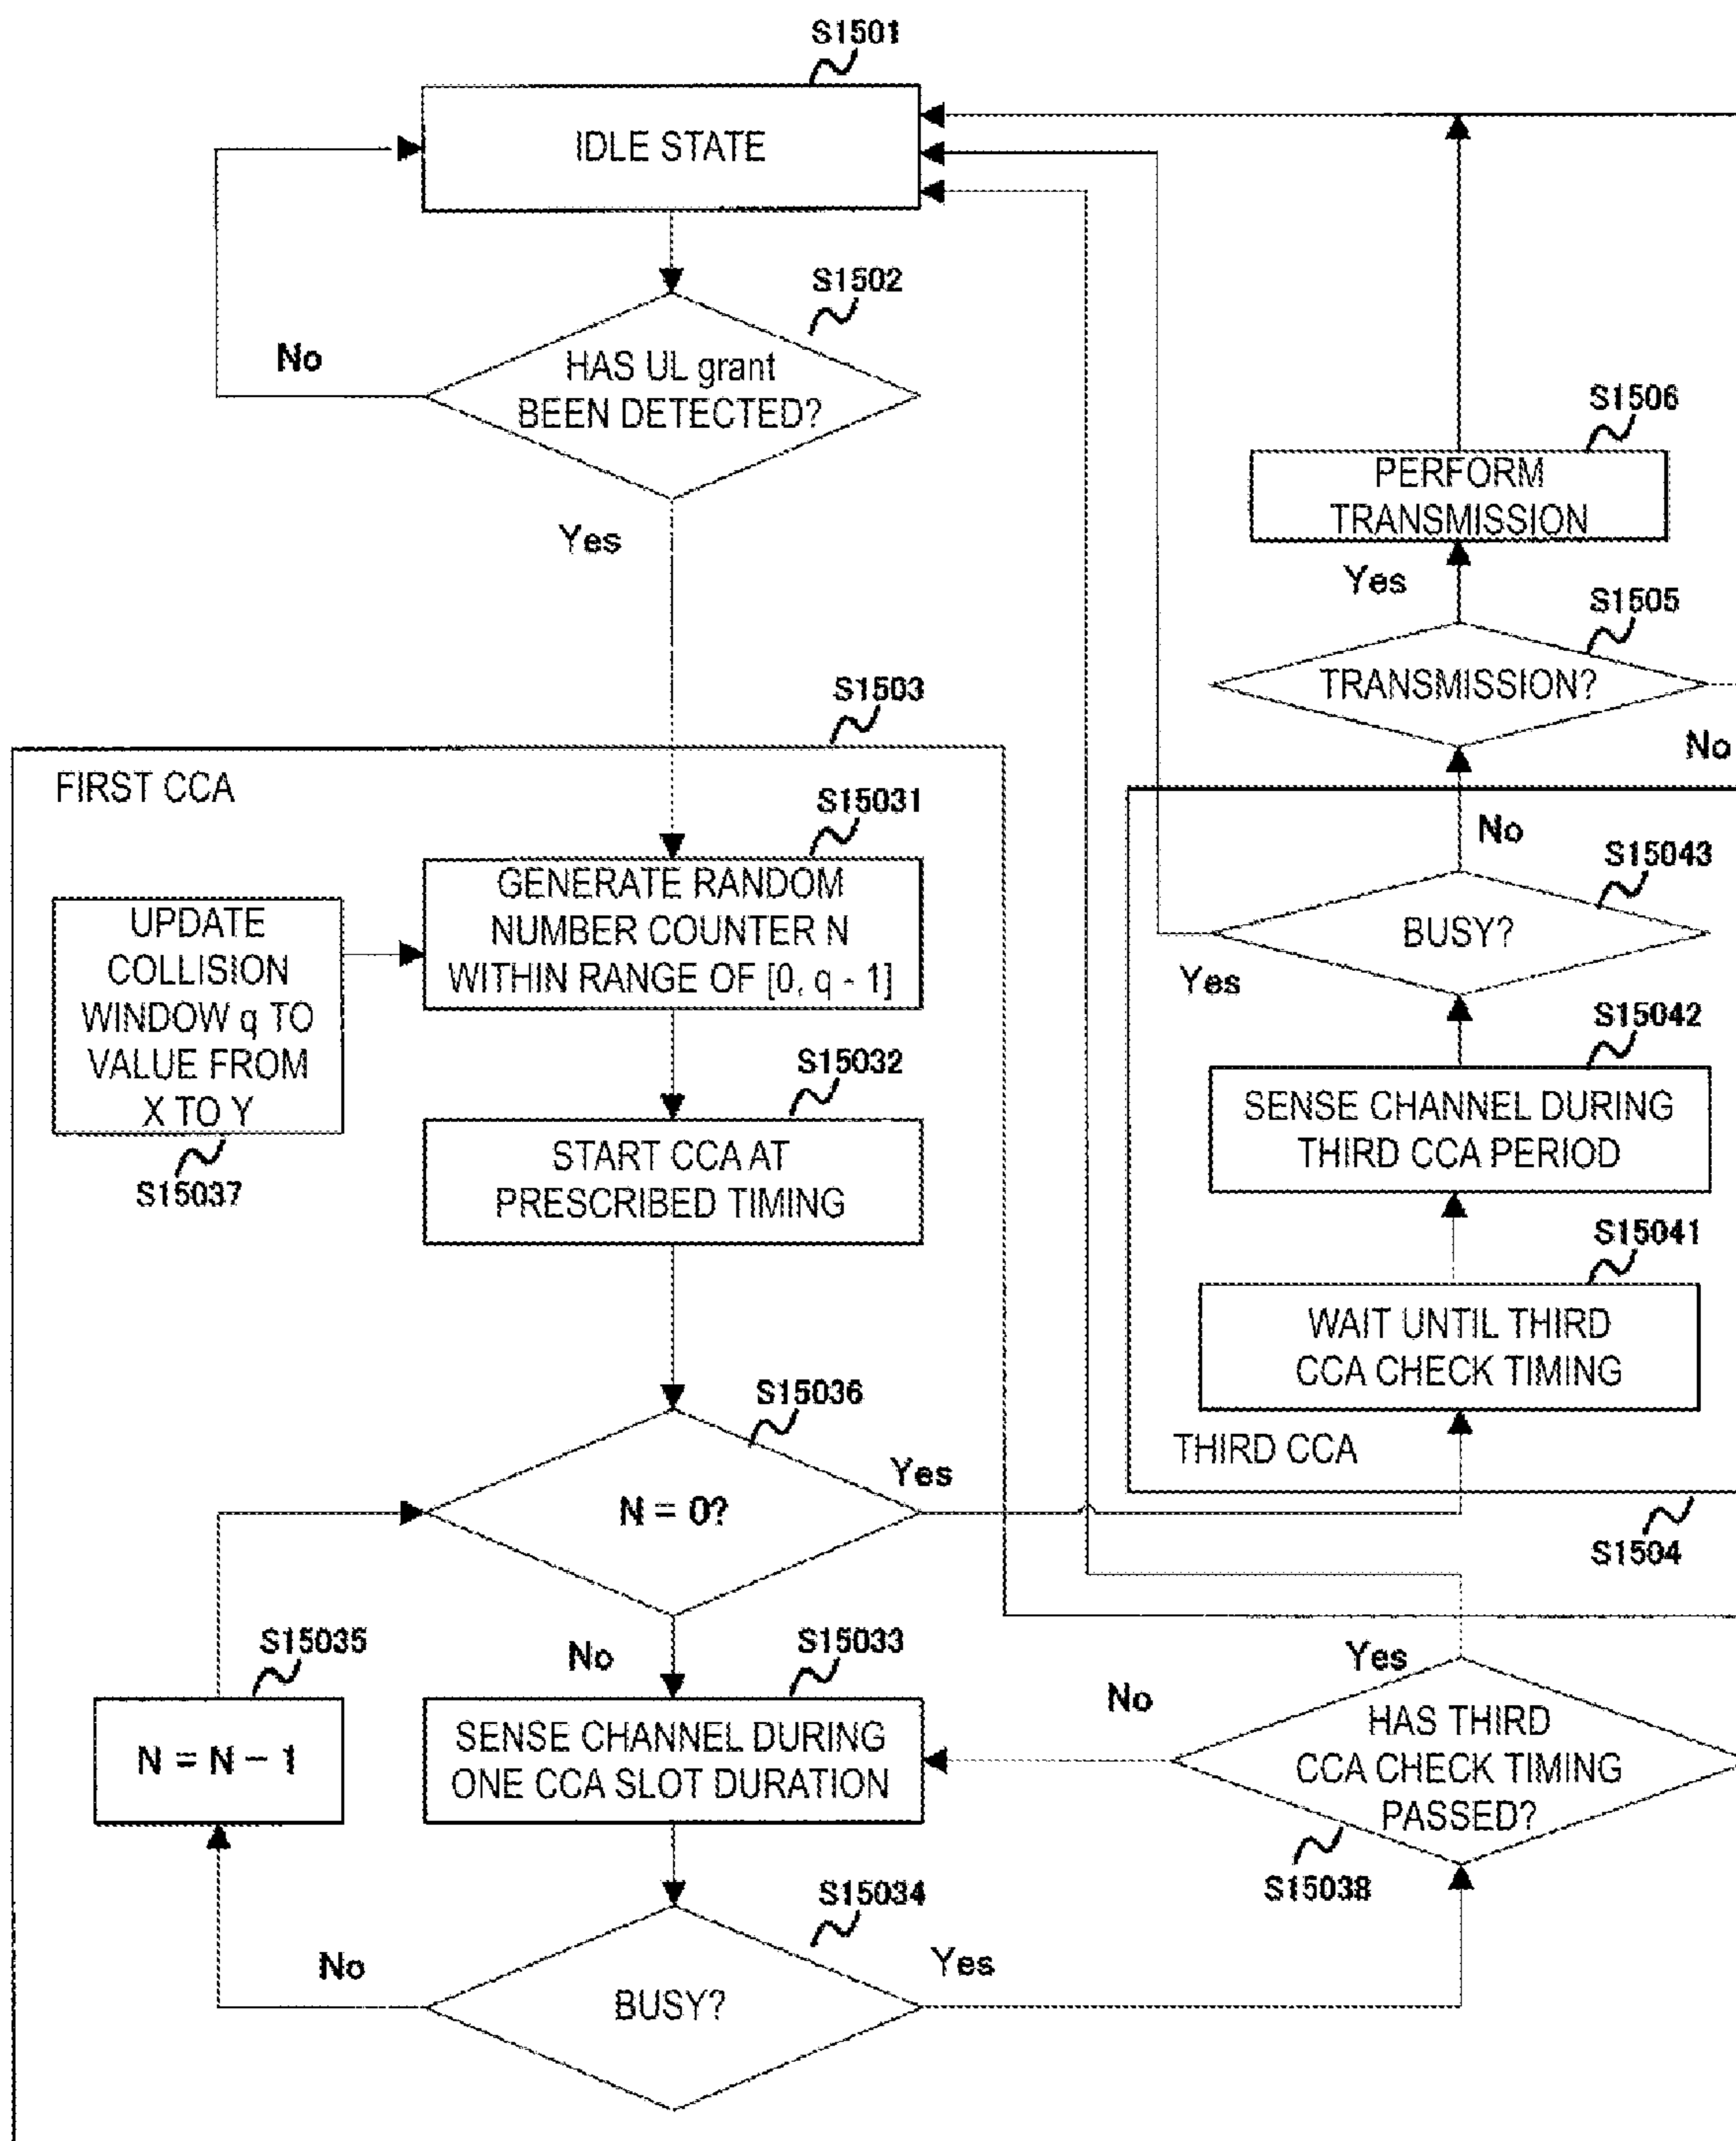 S1501
IDLE STATE
S1502
No
HAS UL grant
BEEN DETECTED?
Yes
S1506
PERFORM
TRANSMISSION
Yes
S1505
TRANSMISSION?
No
S1503
FIRST CCA
S15031
GENERATE RANDOM
NUMBER COUNTER N
WITHIN RANGE OF [0, q - 1]
UPDATE
COLLISION
WINDOW q TO
VALUE FROM
X TO Y
S15037
S15032
START CCA AT
PRESCRIBED TIMING
No
S15043
BUSY?
Yes
S15042
SENSE CHANNEL DURING
THIRD CCA PERIOD
S15041
WAIT UNTIL THIRD
CCA CHECK TIMING
THIRD CCA
S1504
S15036
N = 0?
Yes
No
S15035
N = N – 1
S15033
SENSE CHANNEL DURING
ONE CCA SLOT DURATION
No
Yes
HAS THIRD
CCA CHECK TIMING
PASSED?
S15038
S15034
No
BUSY?
Yes